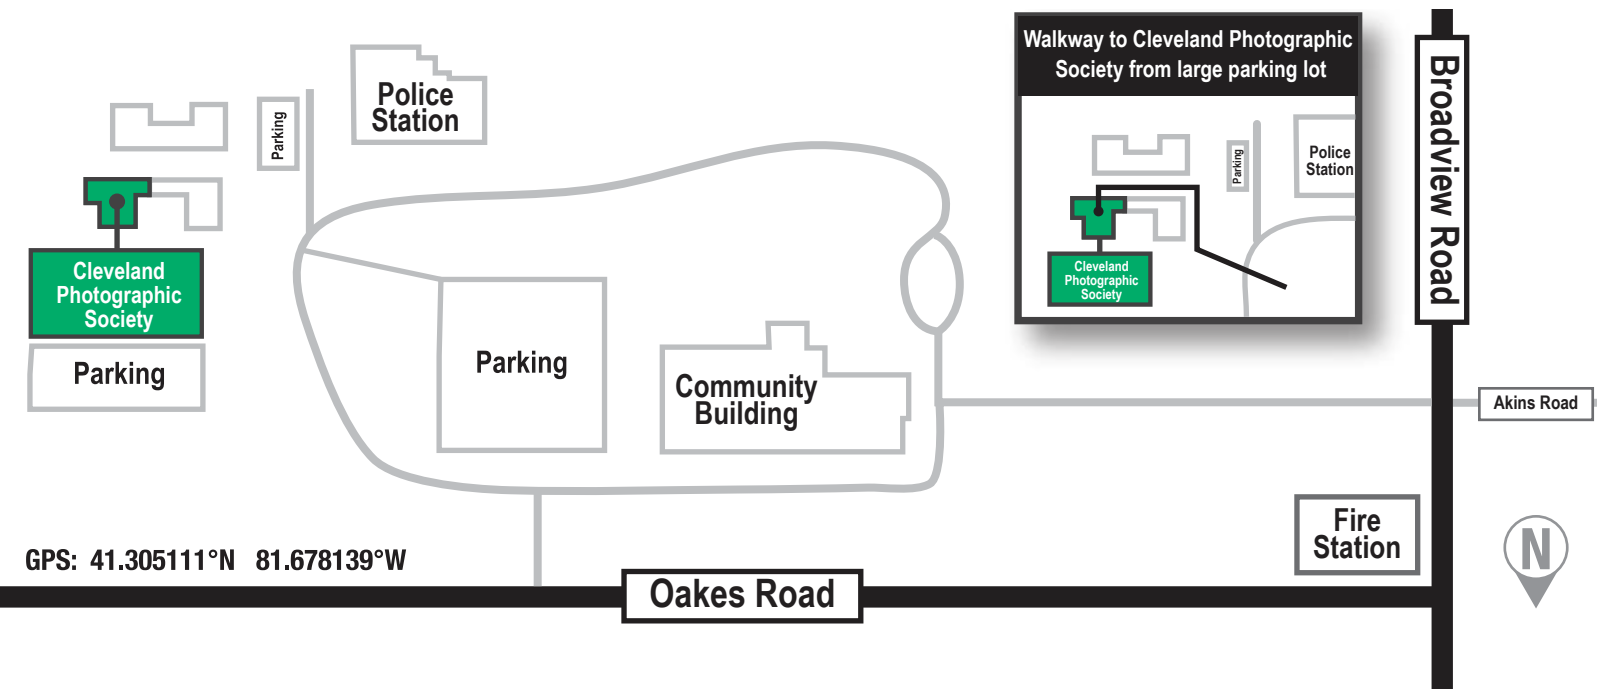 Walkway to Cleveland Photographic
Society from large parking lot
Police
Station
Parking
Cleveland
Photographic
Society
Broadview Road
Police
Station
Parking
Cleveland
Photographic
Society
Parking
Parking
Community
Building
Akins Road
Fire
Station
N
GPS: 41.305111°N 81.678139°W
Oakes Road